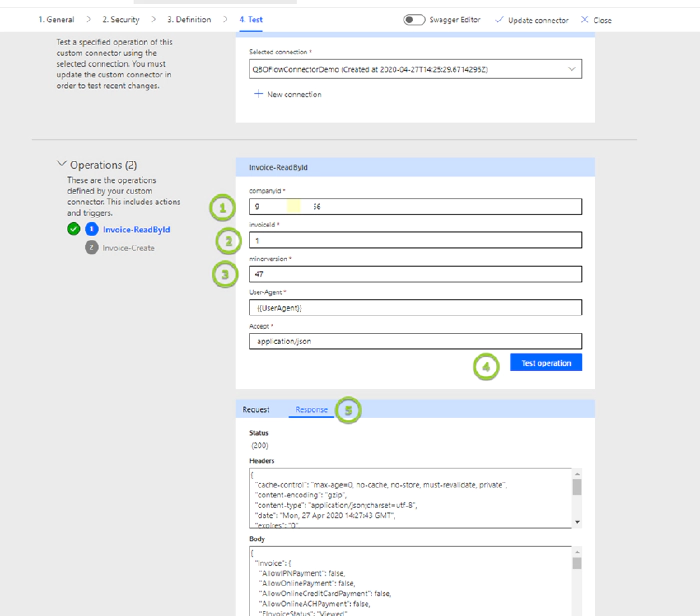 1. General > 2. Security > 3. Definition > 4. Test Swagger Editor Update connector Close
Test a specified operation of this
custom connector using the
selected connection. You must
update the custom connector in
order to test recent changes.
Selected connection *
QBOFlowConnectorDemo (Created at 2020-04-27T14:25:29.6714295Z)
+ New connection
Operations (2)
These are the operations
defined by your custom
connector. This includes actions
and triggers.
1 Invoice-ReadById
2 Invoice-Create
Invoice-ReadById
companyid *
1
9 56
invoiceId *
2
1
minorversion *
3
47
User-Agent *
{{UserAgent}}
Accept *
application/json
4 Test operation
Request Response 5
Status
(200)
Headers
{
"cache-control": "max-age=0, no-cache, no-store, must-revalidate, private",
"content-encoding": "gzip",
"content-type": "application/json;charset=utf-8",
"date": "Mon, 27 Apr 2020 14:27:43 GMT",
"expires": "0"
Body
{
"Invoice": {
"AllowIPNPayment": false,
"AllowOnlinePayment": false,
"AllowOnlineCreditCardPayment": false,
"AllowOnlineACHPayment": false,
"EInvoiceStatus": "Viewed",